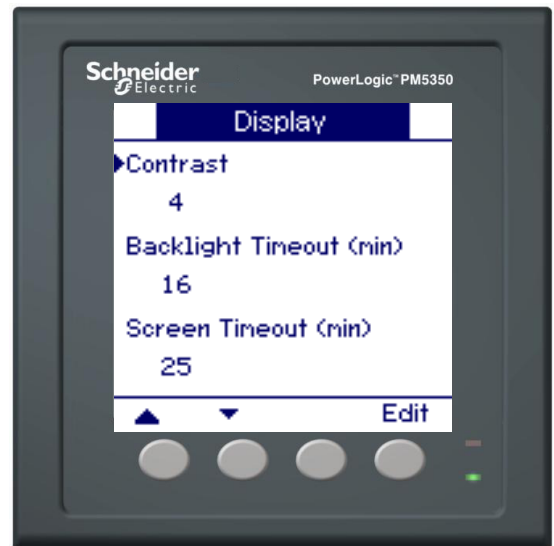 Schneider
Electric
PowerLogic™ PM5350
Display
Contrast
4
Backlight Timeout (min)
16
Screen Timeout (min)
25
Edit